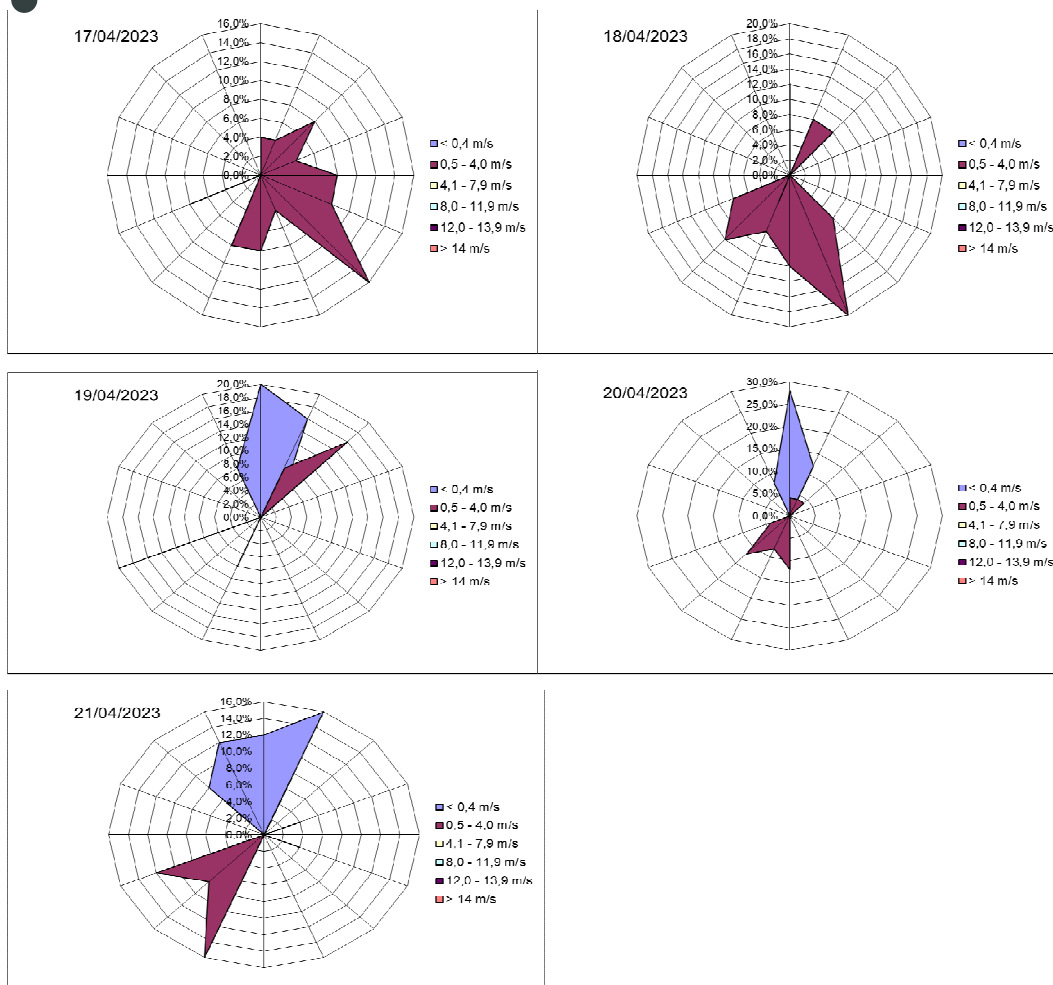 17/04/2023
16,0%
14,0%
12,0%
10,0%
8,0%
6,0%
4,0%
2,0%
0,0%
< 0,4 m/s
0,5 - 4,0 m/s
4,1 - 7,9 m/s
8,0 - 11,9 m/s
12,0 - 13,9 m/s
> 14 m/s
18/04/2023
20,0%
18,0%
16,0%
14,0%
12,0%
10,0%
8,0%
6,0%
4,0%
2,0%
0,0%
< 0,4 m/s
0,5 - 4,0 m/s
4,1 - 7,9 m/s
8,0 - 11,9 m/s
12,0 - 13,9 m/s
> 14 m/s
19/04/2023
20,0%
18,0%
16,0%
14,0%
12,0%
10,0%
8,0%
6,0%
4,0%
2,0%
0,0%
< 0,4 m/s
0,5 - 4,0 m/s
4,1 - 7,9 m/s
8,0 - 11,9 m/s
12,0 - 13,9 m/s
> 14 m/s
20/04/2023
30,0%
25,0%
20,0%
15,0%
10,0%
5,0%
0,0%
< 0,4 m/s
0,5 - 4,0 m/s
4,1 - 7,9 m/s
8,0 - 11,9 m/s
12,0 - 13,9 m/s
> 14 m/s
21/04/2023
16,0%
14,0%
12,0%
10,0%
8,0%
6,0%
4,0%
2,0%
0,0%
< 0,4 m/s
0,5 - 4,0 m/s
4,1 - 7,9 m/s
8,0 - 11,9 m/s
12,0 - 13,9 m/s
> 14 m/s